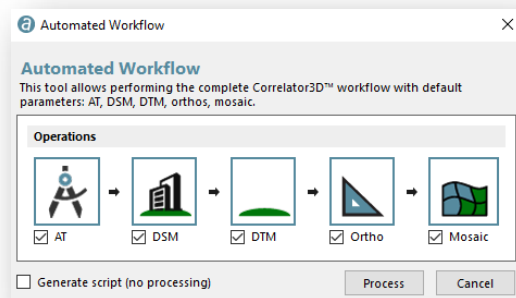 Automated Workflow
Automated Workflow
This tool allows performing the complete Correlator3D™ workflow with default
parameters: AT, DSM, DTM, orthos, mosaic.
Operations
AT DSM DTM Ortho Mosaic
Generate script (no processing) Process Cancel